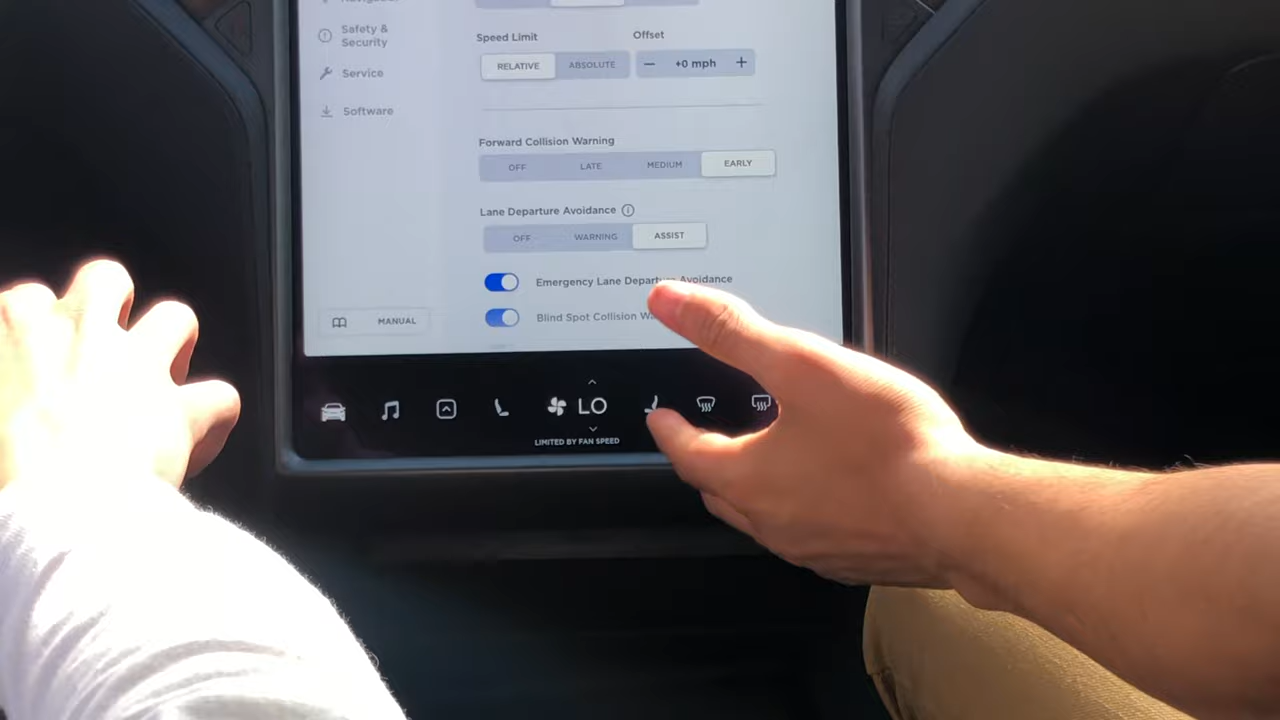 Safety &
Security
Service
Software
MANUAL
Speed Limit
Offset
RELATIVE
ABSOLUTE
− +0 mph +
Forward Collision Warning
OFF
LATE
MEDIUM
EARLY
Lane Departure Avoidance
OFF
WARNING
ASSIST
Emergency Lane Departure Avoidance
Blind Spot Collision
LO
LIMITED BY FAN SPEED